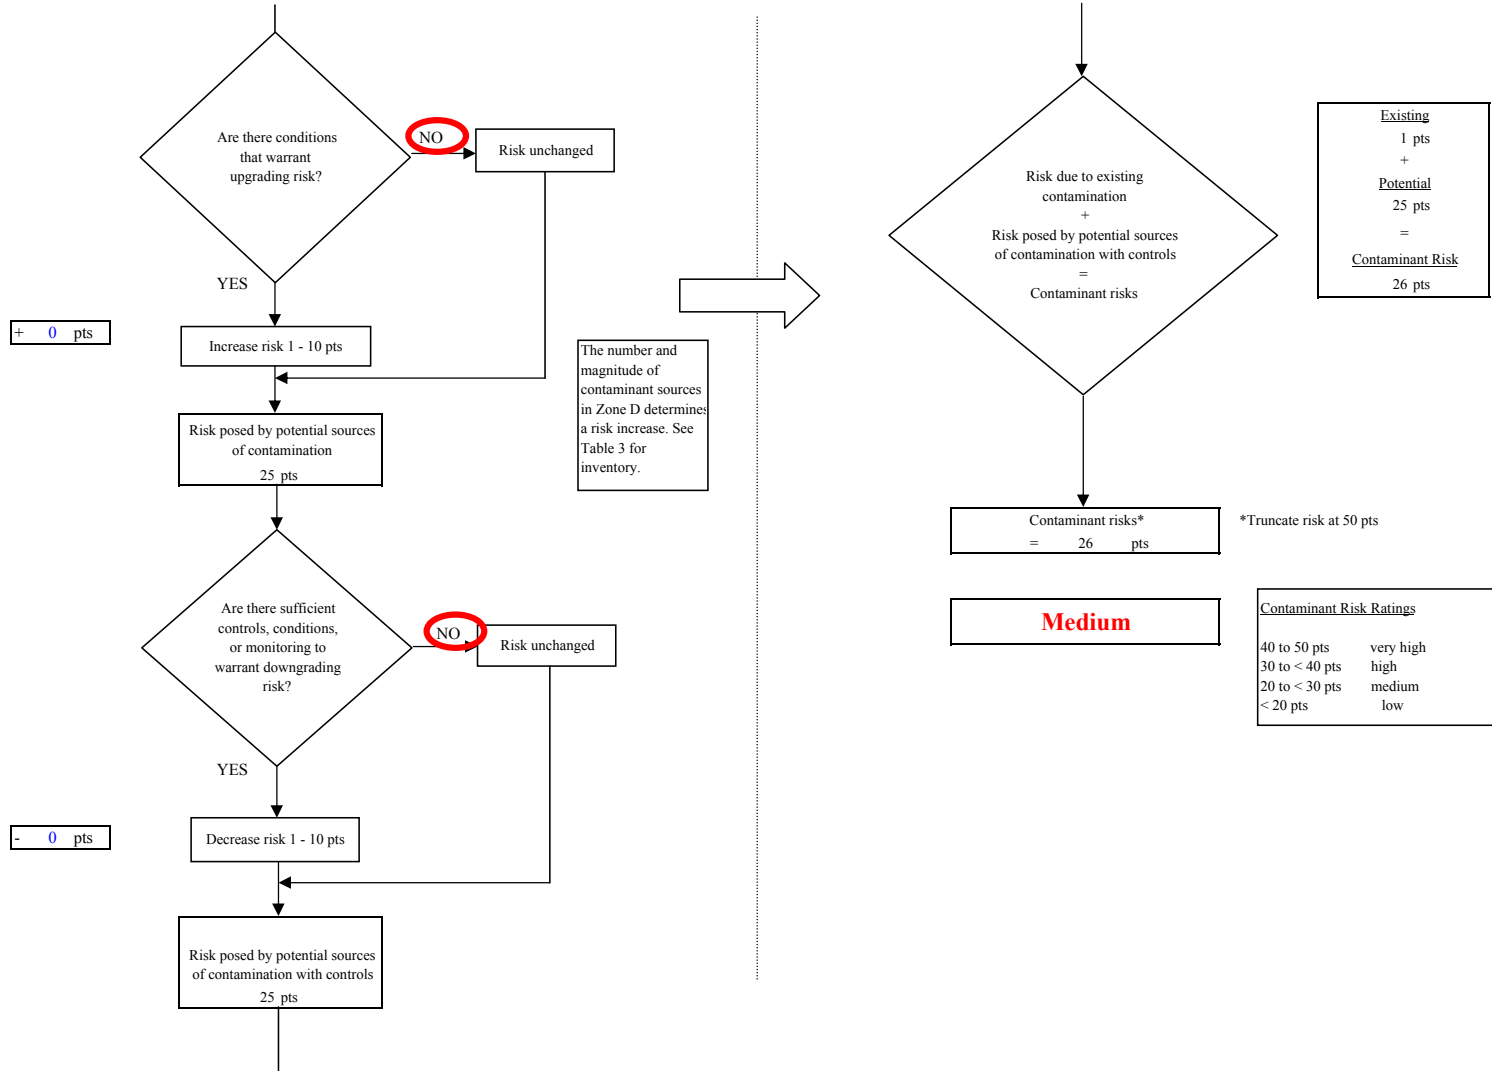 Are there conditions
that warrant
upgrading risk?
NO
Risk unchanged
YES
+ 0 pts
Increase risk 1 - 10 pts
The number and
magnitude of
contaminant sources
in Zone D determines
a risk increase. See
Table 3 for
inventory.
Risk posed by potential sources
of contamination
25 pts
Are there sufficient
controls, conditions,
or monitoring to
warrant downgrading
risk?
NO
Risk unchanged
YES
- 0 pts
Decrease risk 1 - 10 pts
Risk posed by potential sources
of contamination with controls
25 pts
Risk due to existing
contamination
+
Risk posed by potential sources
of contamination with controls
=
Contaminant risks
Existing
1 pts
+
Potential
25 pts
=
Contaminant Risk
26 pts
Contaminant risks*
= 26 pts
*Truncate risk at 50 pts
Medium
Contaminant Risk Ratings
40 to 50 pts very high
30 to < 40 pts high
20 to < 30 pts medium
< 20 pts low